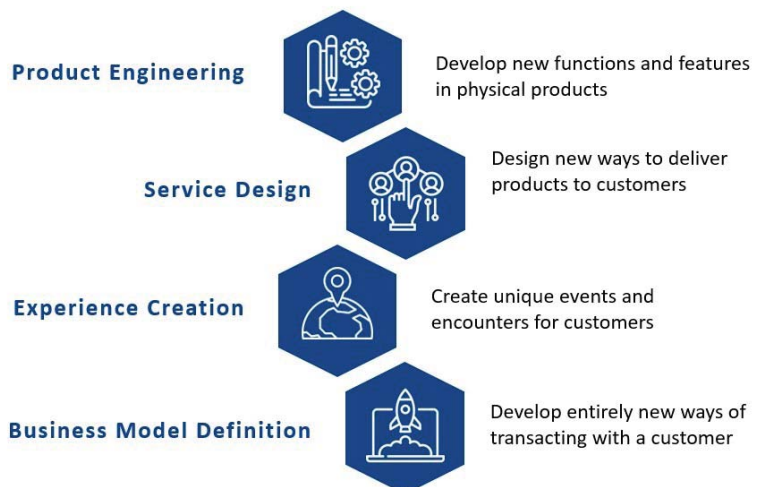 Product Engineering
Develop new functions and features
in physical products
Service Design
Design new ways to deliver
products to customers
Experience Creation
Create unique events and
encounters for customers
Business Model Definition
Develop entirely new ways of
transacting with a customer